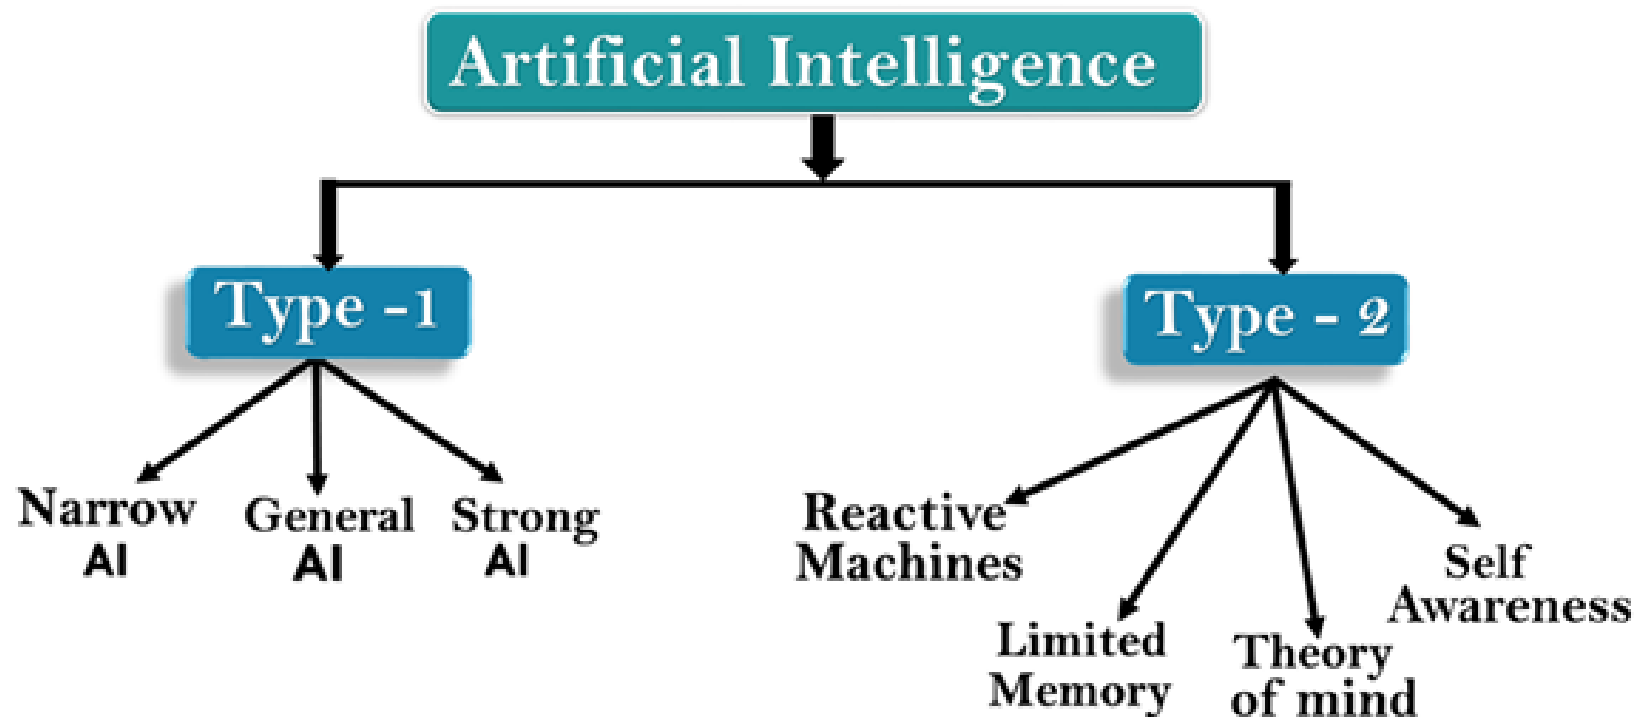 Artificial Intelligence
Type -1
Type - 2
Narrow
AI
General
AI
Strong
AI
Reactive
Machines
Limited
Memory
Theory
of mind
Self
Awareness